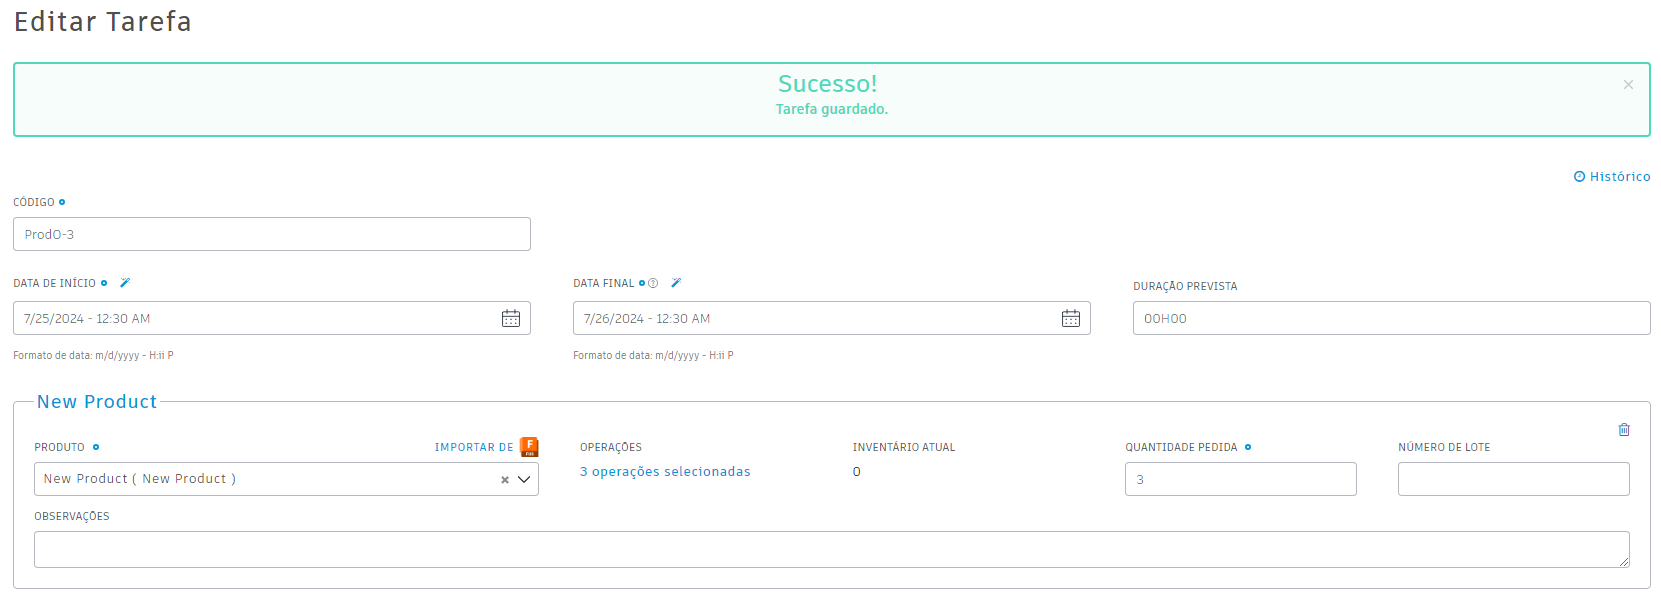 Editar Tarefa
Sucesso!
Tarefa guardado.
Histórico
CÓDIGO
ProdO-3
DATA DE INÍCIO
DATA FINAL
DURAÇÃO PREVISTA
7/25/2024 - 12:30 AM
7/26/2024 - 12:30 AM
00H00
Formato de data: m/d/yyyy - H:ii P
Formato de data: m/d/yyyy - H:ii P
New Product
PRODUTO
IMPORTAR DE
F
OPERAÇÕES
INVENTÁRIO ATUAL
QUANTIDADE PEDIDA
NÚMERO DE LOTE
New Product ( New Product )
3 operações selecionadas
0
3
OBSERVAÇÕES